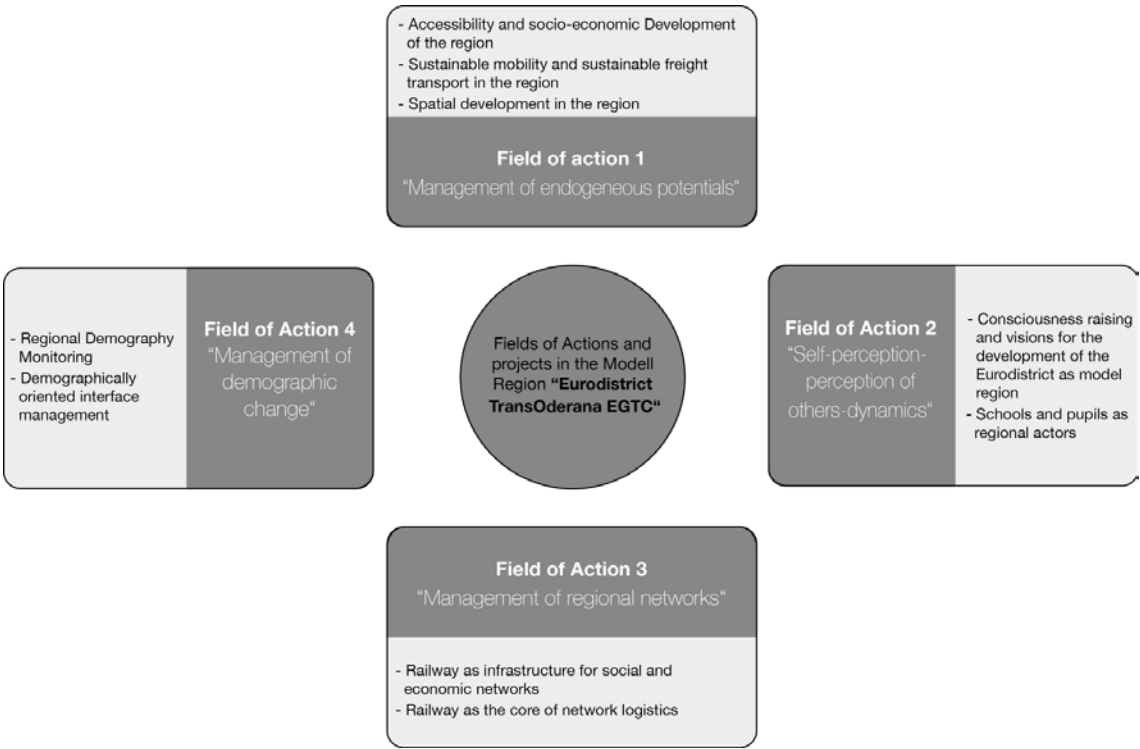 - Accessibility and socio-economic Development
of the region
- Sustainable mobility and sustainable freight
transport in the region
- Spatial development in the region
Field of action 1
"Management of endogeneous potentials“
- Regional Demography
Monitoring
- Demographically
oriented interface
management
Field of Action 4
"Management of
demographic
change“
Fields of Actions and
projects in the Modell
Region "Eurodistrict
TransOderana EGTC“
Field of Action 2
"Self-perception-
perception of
others-dynamics“
- Consciousness raising
and visions for the
development of the
Eurodistrict as model
region
- Schools and pupils as
regional actors
Field of Action 3
"Management of regional networks“
- Railway as infrastructure for social and
economic networks
- Railway as the core of network logistics